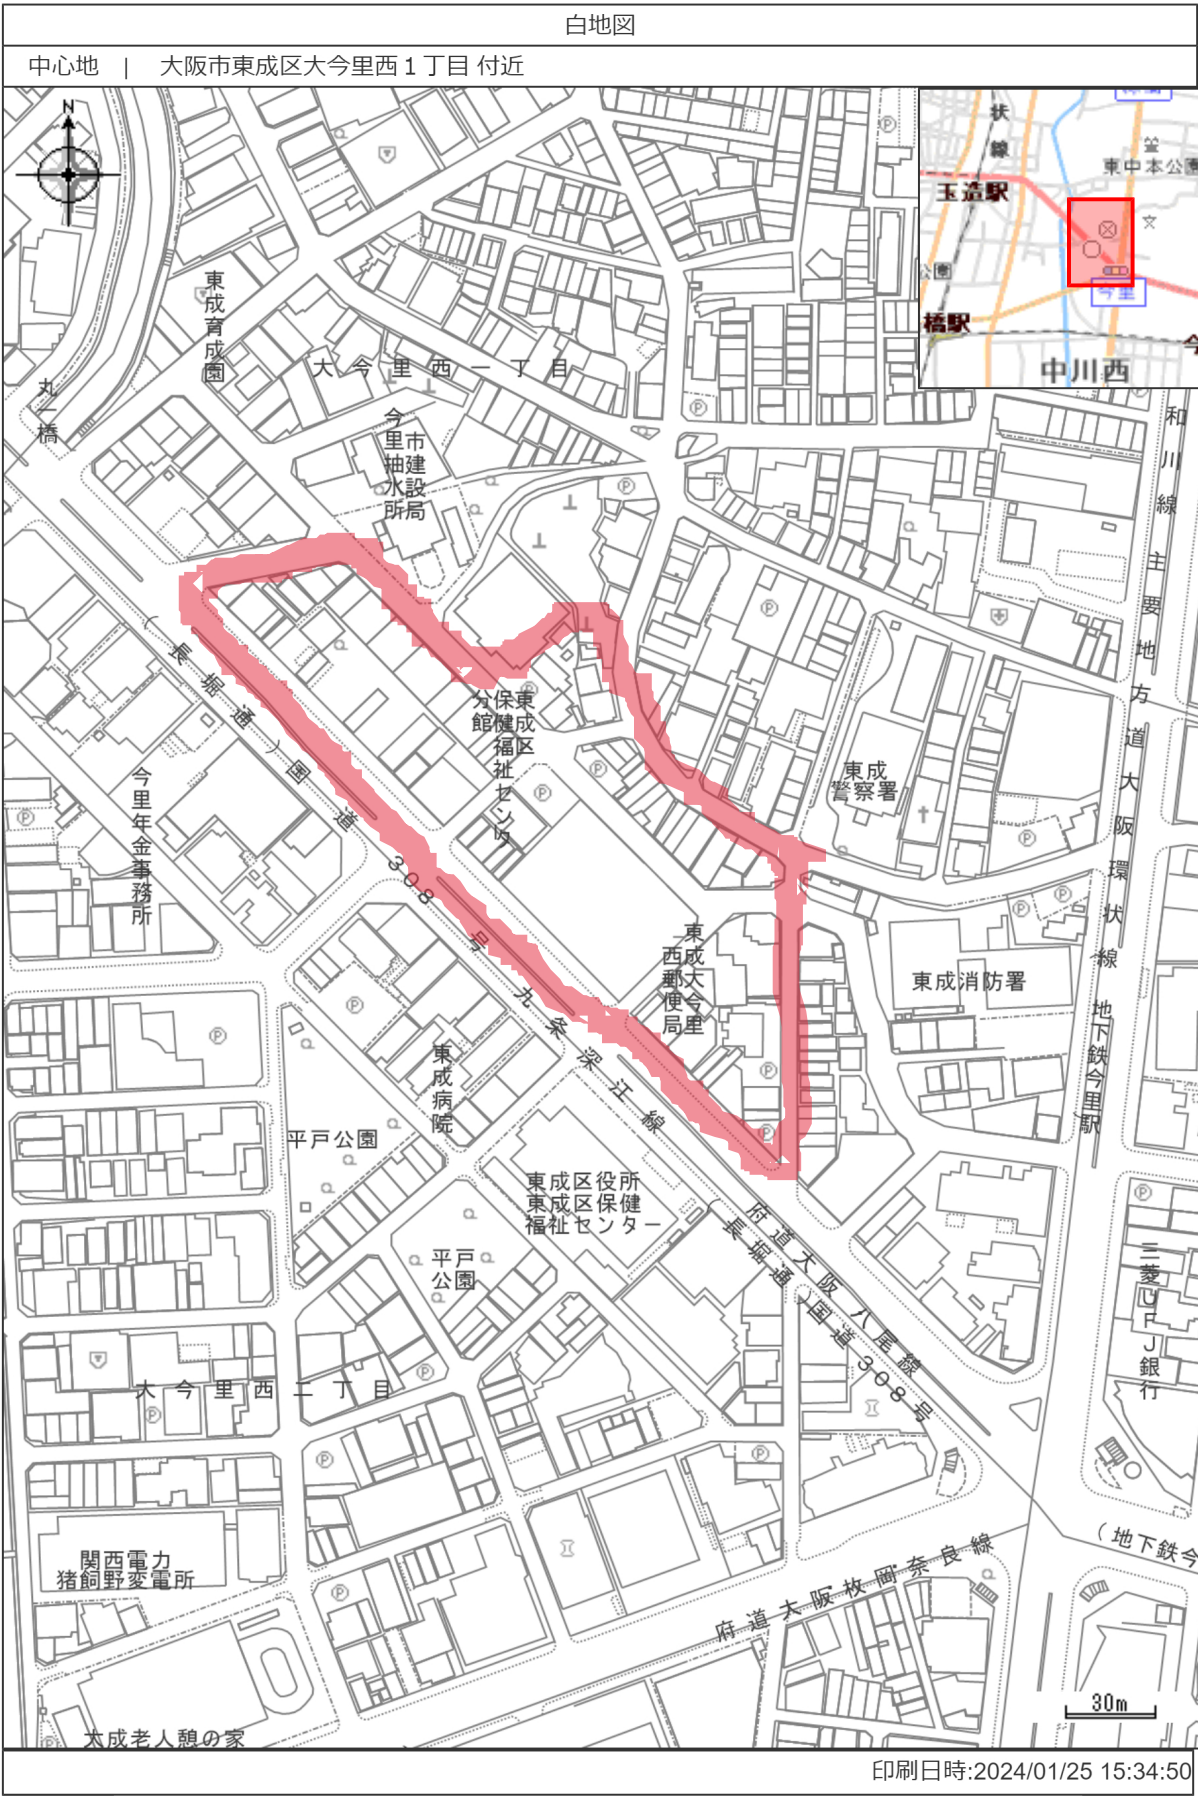 白地図
中心地 | 大阪市東成区大今里西１丁目 付近
N
状
線
東中本公園
玉造駅
公園
今里
橋駅
中川西
東成育成園
大今里西一丁目
丸一橋
今里抽水所
市建設局
和川線
主要地方道大阪環状線
(長堀通)国道308号九条深江線
東成区
保健福祉センター
分館
今里年金事務所
東成
警察署
東成大今里
西郵便局
東成消防署
地下鉄今里駅
東成病院
平戸公園
東成区役所
東成区保健
福祉センター
平戸
公園
府道大阪八尾線
長堀通)国道308号
三菱UFJ銀行
大今里西二丁目
関西電力
猪飼野変電所
(地下鉄今
府道大阪枚岡奈良線
大成老人憩の家
30m
印刷日時:2024/01/25 15:34:50